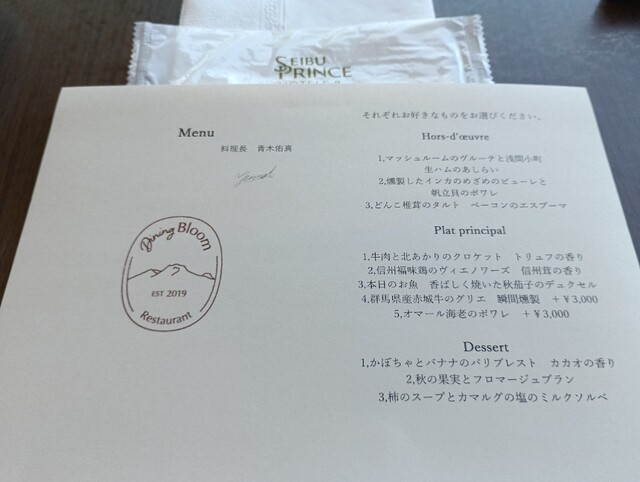 SEIBU
PRINCE
Menu
料理長 青木佑真
Dining Bloom
EST 2019
Restaurant
それぞれお好きなものをお選びください。
Hors-d'œuvre
1,マッシュルームのヴルーテと浅間小町
生ハムのあしらい
2,燻製したインカのめざめのピューレと
帆立貝のポワレ
3,どんこ椎茸のタルト ベーコンのエスプーマ
Plat principal
1,牛肉と北あかりのクロケット トリュフの香り
2,信州福味鶏のヴィエノワーズ 信州茸の香り
3,本日のお魚 香ばしく焼いた秋茄子のデュクセル
4,群馬県産赤城牛のグリエ 瞬間燻製 +￥3,000
5,オマール海老のポワレ +￥3,000
Dessert
1,かぼちゃとバナナのパリブレスト カカオの香り
2,秋の果実とフロマージュブラン
3,柿のスープとカマルグの塩のミルクソルベ